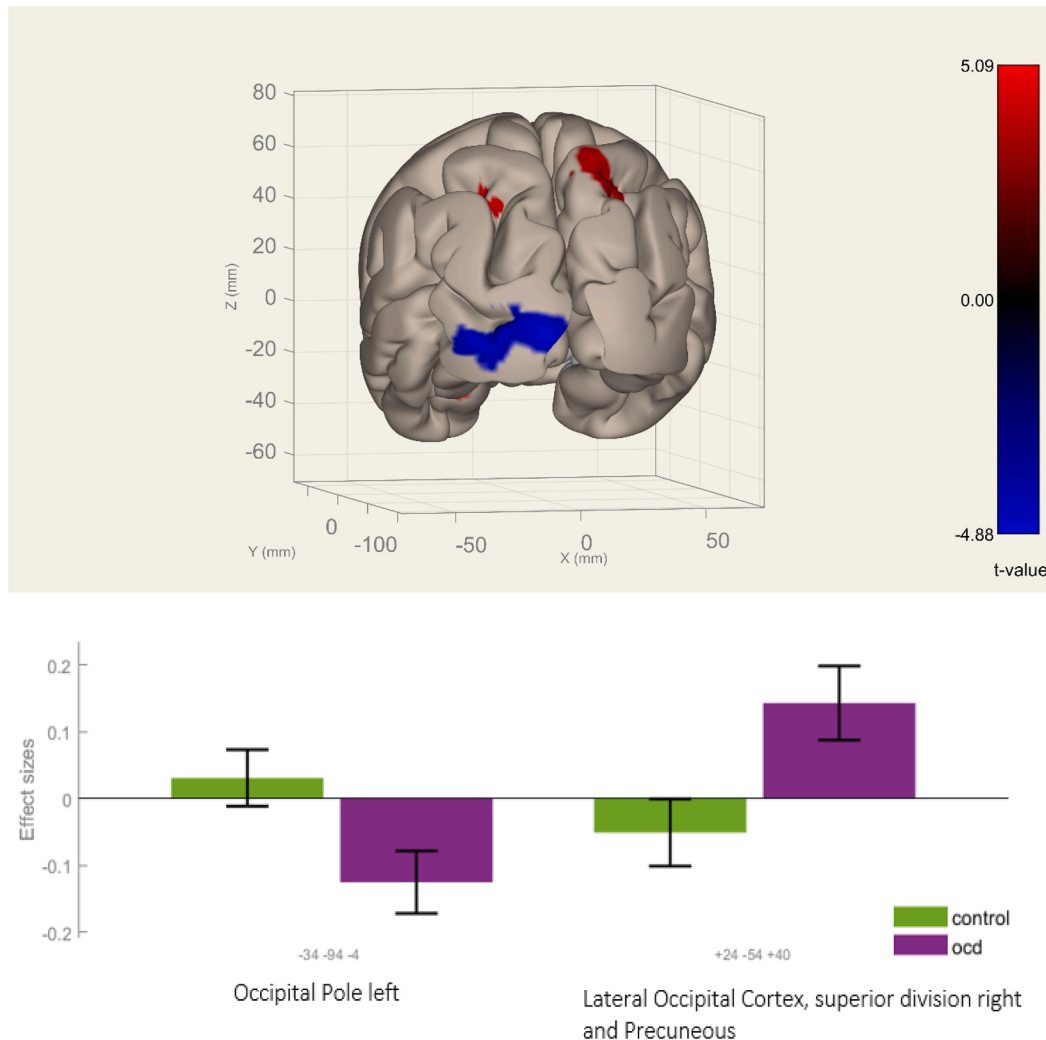 80
60
40
20
0
-20
-40
-60
Z (mm)
0
-100
Y (mm)
-50
0
50
X (mm)
5.09
0.00
-4.88
t-value
0.2
0.1
0
-0.1
-0.2
Effect sizes
control
ocd
-34 -94 -4
+24 -54 +40
Occipital Pole left
Lateral Occipital Cortex, superior division right
and Precuneous